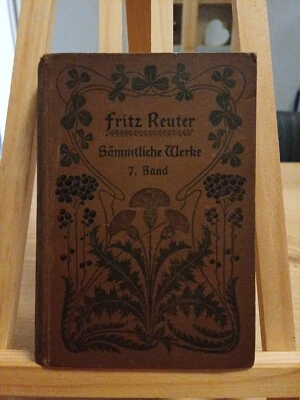 Fritz Reuter
Sämmtliche Werke
7. Band